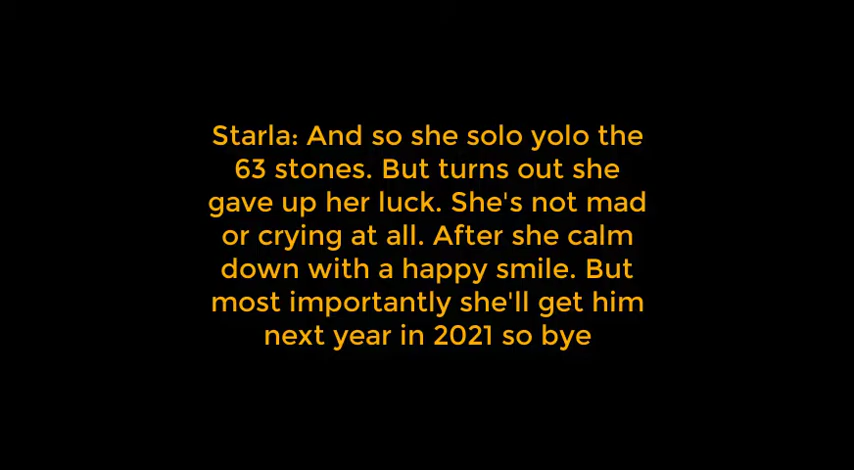 Starla: And so she solo yolo the
63 stones. But turns out she
gave up her luck. She's not mad
or crying at all. After she calm
down with a happy smile. But
most importantly she'll get him
next year in 2021 so bye